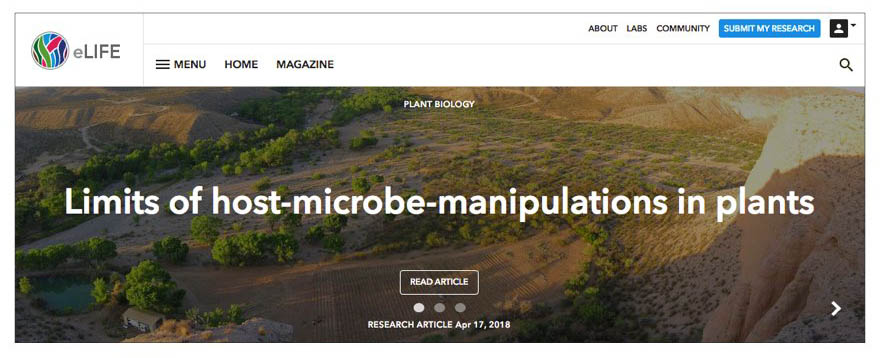 ABOUT LABS COMMUNITY SUBMIT MY RESEARCH
eLIFE
MENU HOME MAGAZINE
PLANT BIOLOGY
Limits of host-microbe-manipulations in plants
READ ARTICLE
RESEARCH ARTICLE Apr 17, 2018